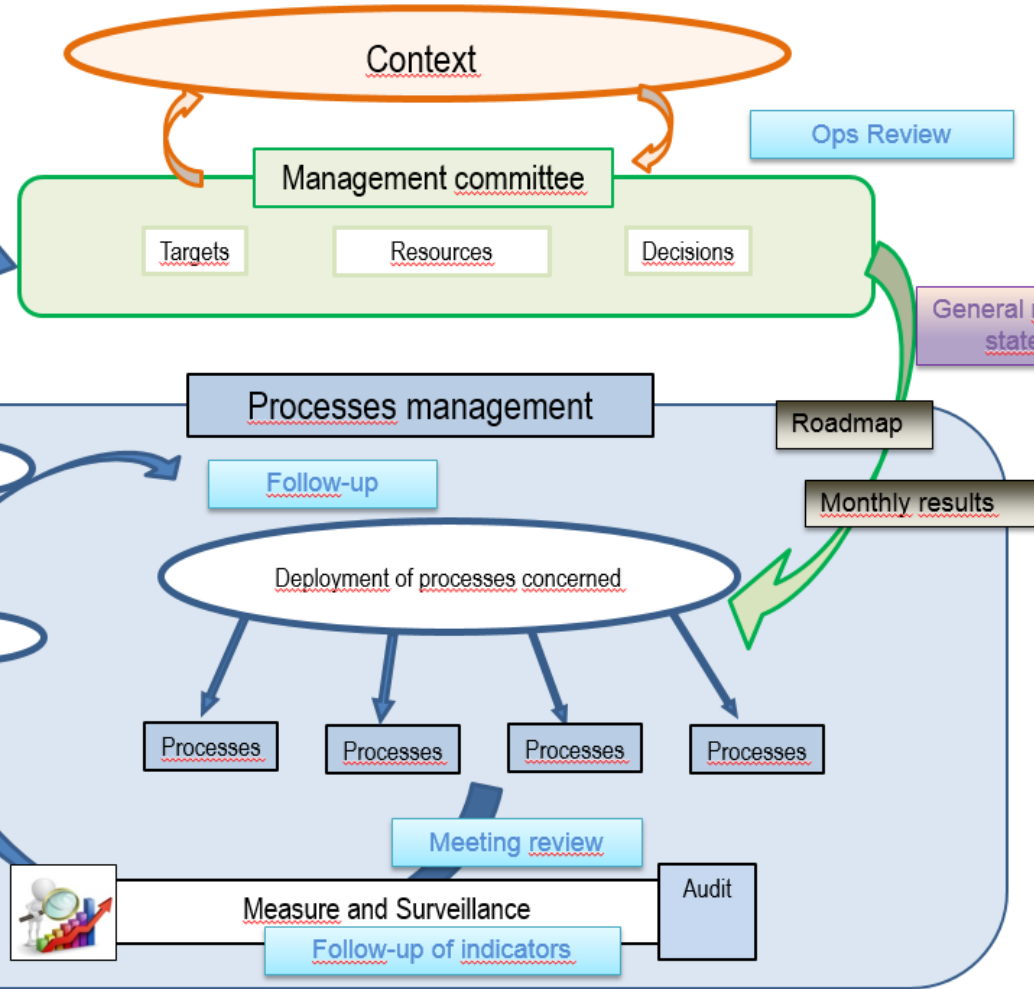 Context
Ops Review
Management committee
Targets
Resources
Decisions
General
Processes management
Roadmap
Follow-up
Monthly results
Deployment of processes concerned
Processes
Processes
Processes
Processes
Meeting review
Audit
Measure and Surveillance
Follow-up of indicators